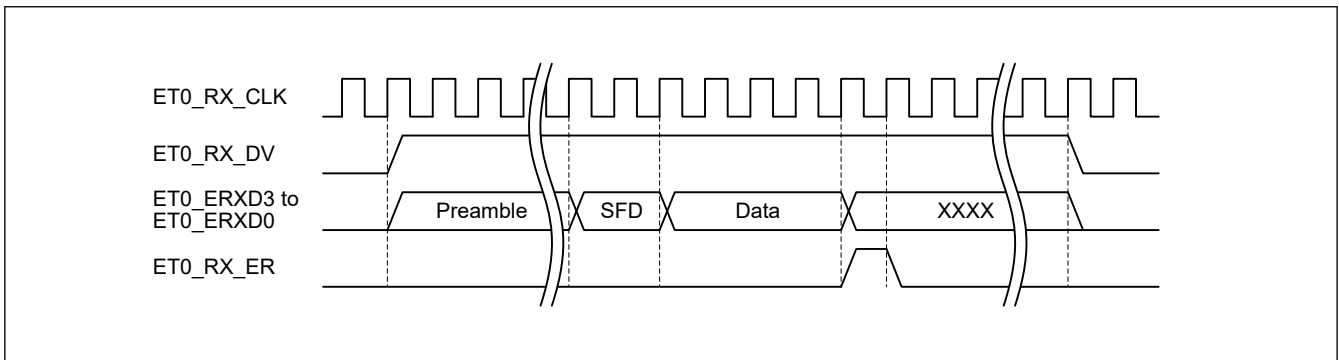 ET0_RX_CLK
ET0_RX_DV
ET0_ERXD3 to
ET0_ERXD0
Preamble
SFD
Data
XXXX
ET0_RX_ER